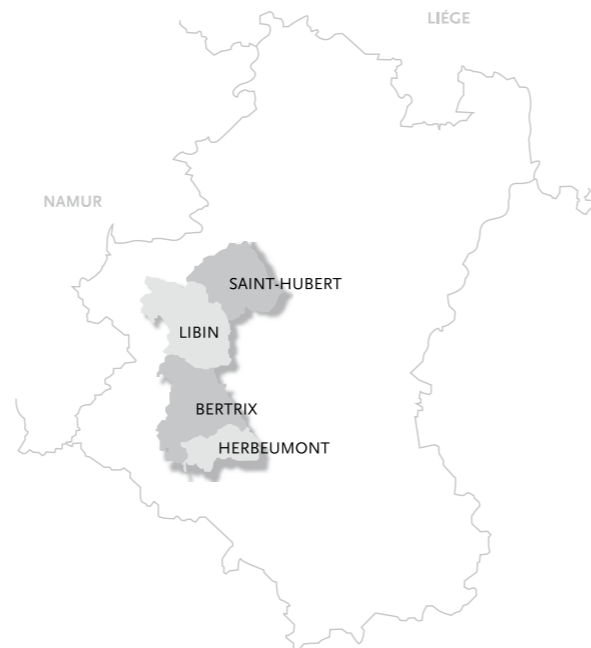 LIÉGE
NAMUR
SAINT-HUBERT
LIBIN
BERTRIX
HERBEUMONT